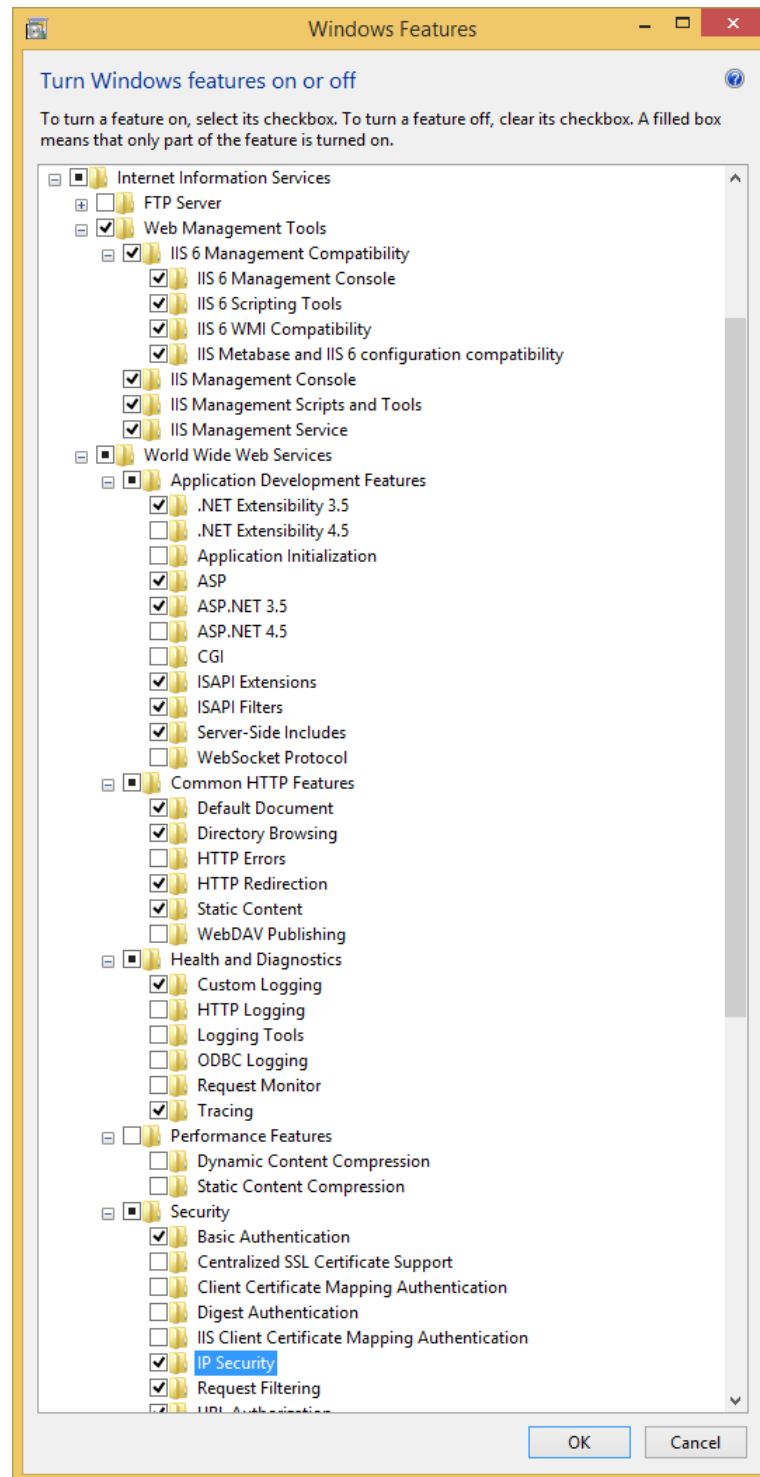 Windows Features
Turn Windows features on or off
To turn a feature on, select its checkbox. To turn a feature off, clear its checkbox. A filled box
means that only part of the feature is turned on.
Internet Information Services
FTP Server
Web Management Tools
IIS 6 Management Compatibility
IIS 6 Management Console
IIS 6 Scripting Tools
IIS 6 WMI Compatibility
IIS Metabase and IIS 6 configuration compatibility
IIS Management Console
IIS Management Scripts and Tools
IIS Management Service
World Wide Web Services
Application Development Features
.NET Extensibility 3.5
.NET Extensibility 4.5
Application Initialization
ASP
ASP.NET 3.5
ASP.NET 4.5
CGI
ISAPI Extensions
ISAPI Filters
Server-Side Includes
WebSocket Protocol
Common HTTP Features
Default Document
Directory Browsing
HTTP Errors
HTTP Redirection
Static Content
WebDAV Publishing
Health and Diagnostics
Custom Logging
HTTP Logging
Logging Tools
ODBC Logging
Request Monitor
Tracing
Performance Features
Dynamic Content Compression
Static Content Compression
Security
Basic Authentication
Centralized SSL Certificate Support
Client Certificate Mapping Authentication
Digest Authentication
IIS Client Certificate Mapping Authentication
IP Security
Request Filtering
URL Authorization
OK Cancel